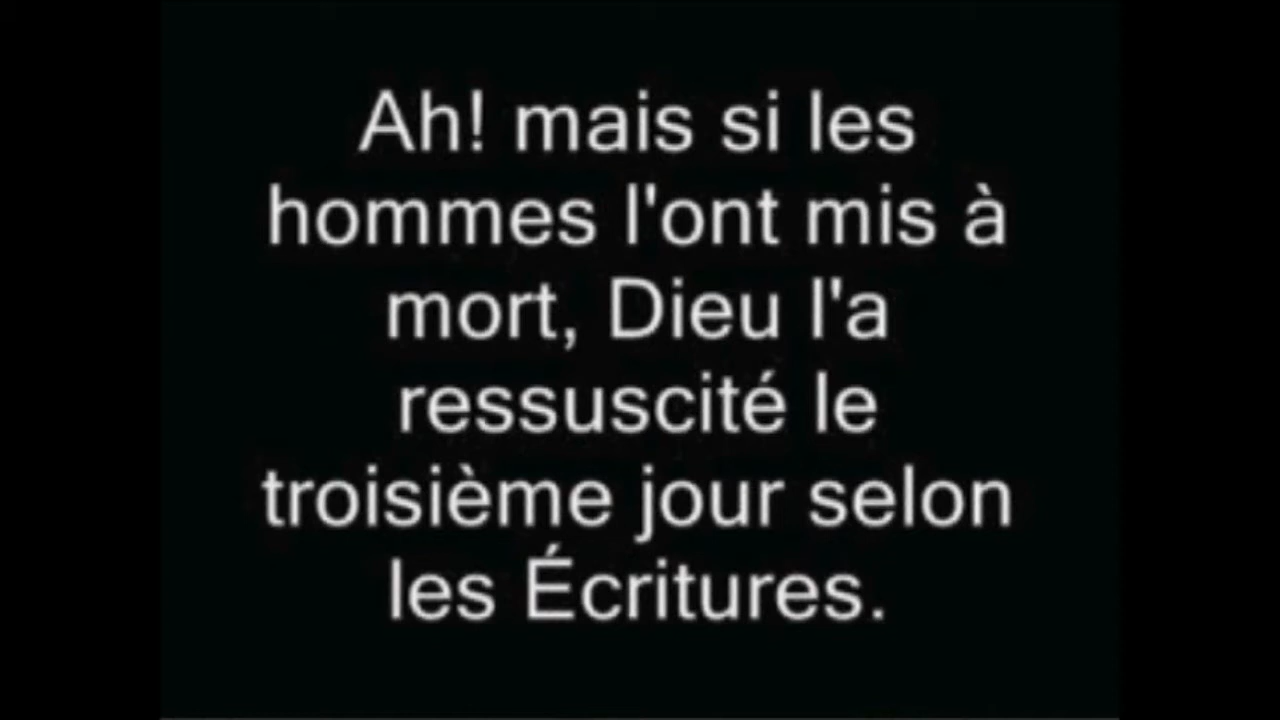 Ah! mais si les
hommes l'ont mis à
mort, Dieu l'a
ressuscité le
troisième jour selon
les Écritures.